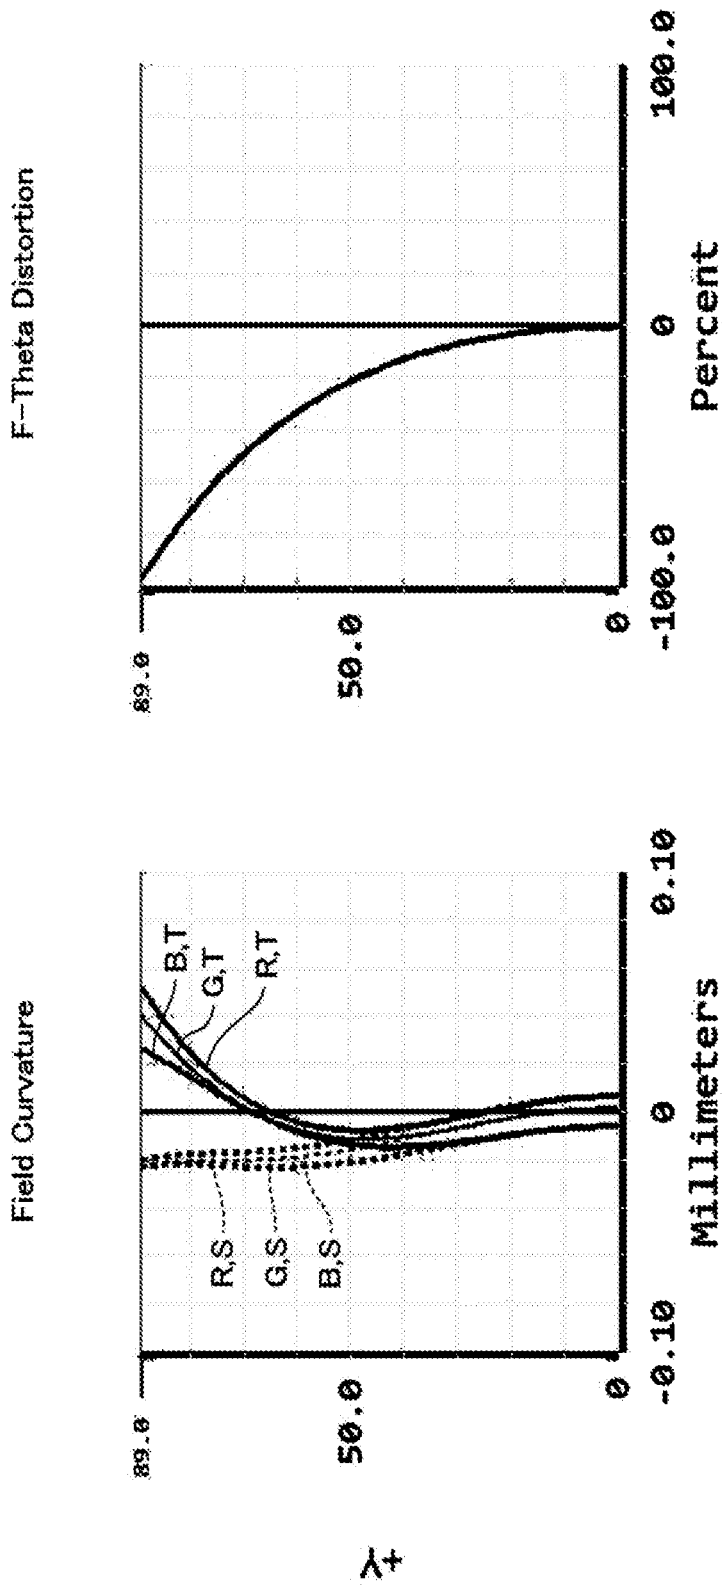 Field Curvature
+Y
89.0
50.0
0
B,T
G,T
R,T
R,S
G,S
B,S
-0.10
0
0.10
Millimeters
F-Theta Distortion
89.0
50.0
0
-100.0
0
100.0
Percent